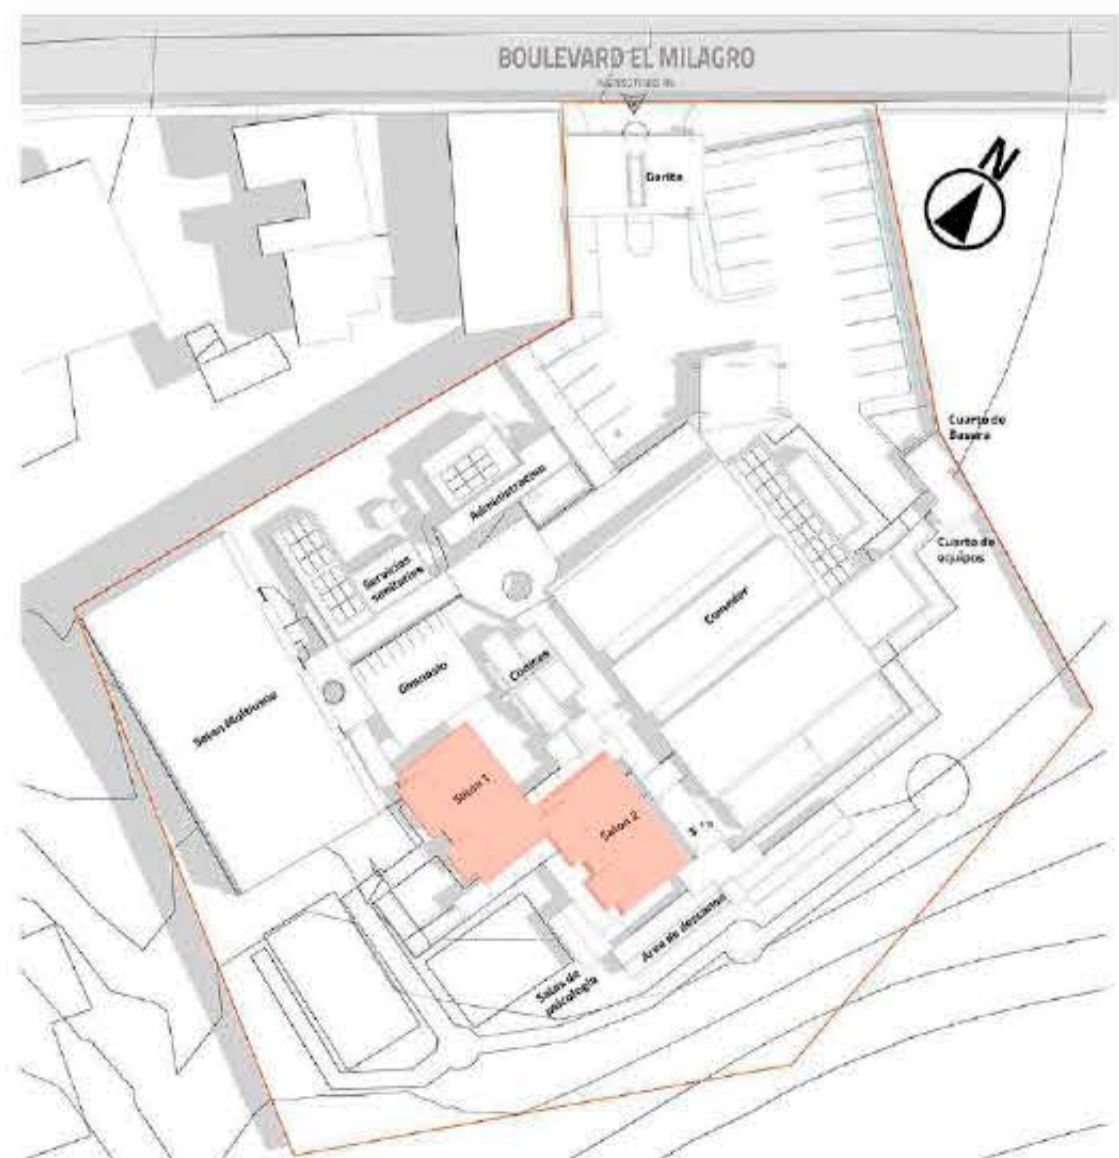 BOULEVARD EL MILAGRO
N
Garita
Cuarto de
Basura
Administracion
Cuarto de
equipos
Servicios
sanitarios
Comedor
Gimnasio
Cocinas
Salon Multiusos
Salon 1
Salon 2
Area de descanso
Salas de
psicologia